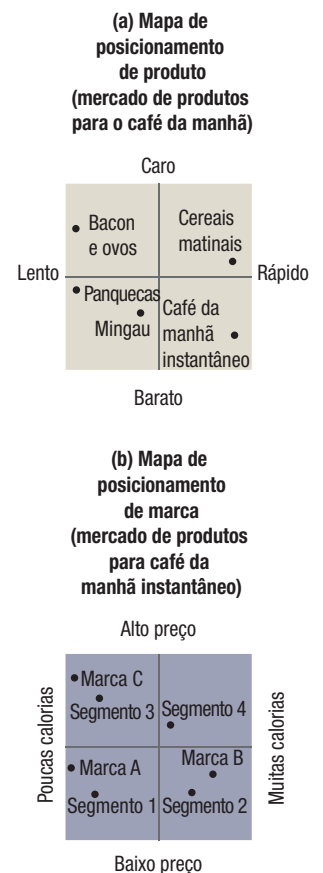 (a) Mapa de
posicionamento
de produto
(mercado de produtos
para o café da manhã)
Caro
Bacon
e ovos
Cereais
matinais
Lento
Rápido
Panquecas
Mingau
Café da
manhã
instantâneo
Barato
(b) Mapa de
posicionamento
de marca
(mercado de produtos
para café da
manhã instantâneo)
Alto preço
Poucas calorias
Marca C
Segmento 3
Segmento 4
Marca A
Marca B
Segmento 1
Segmento 2
Muitas calorias
Baixo preço